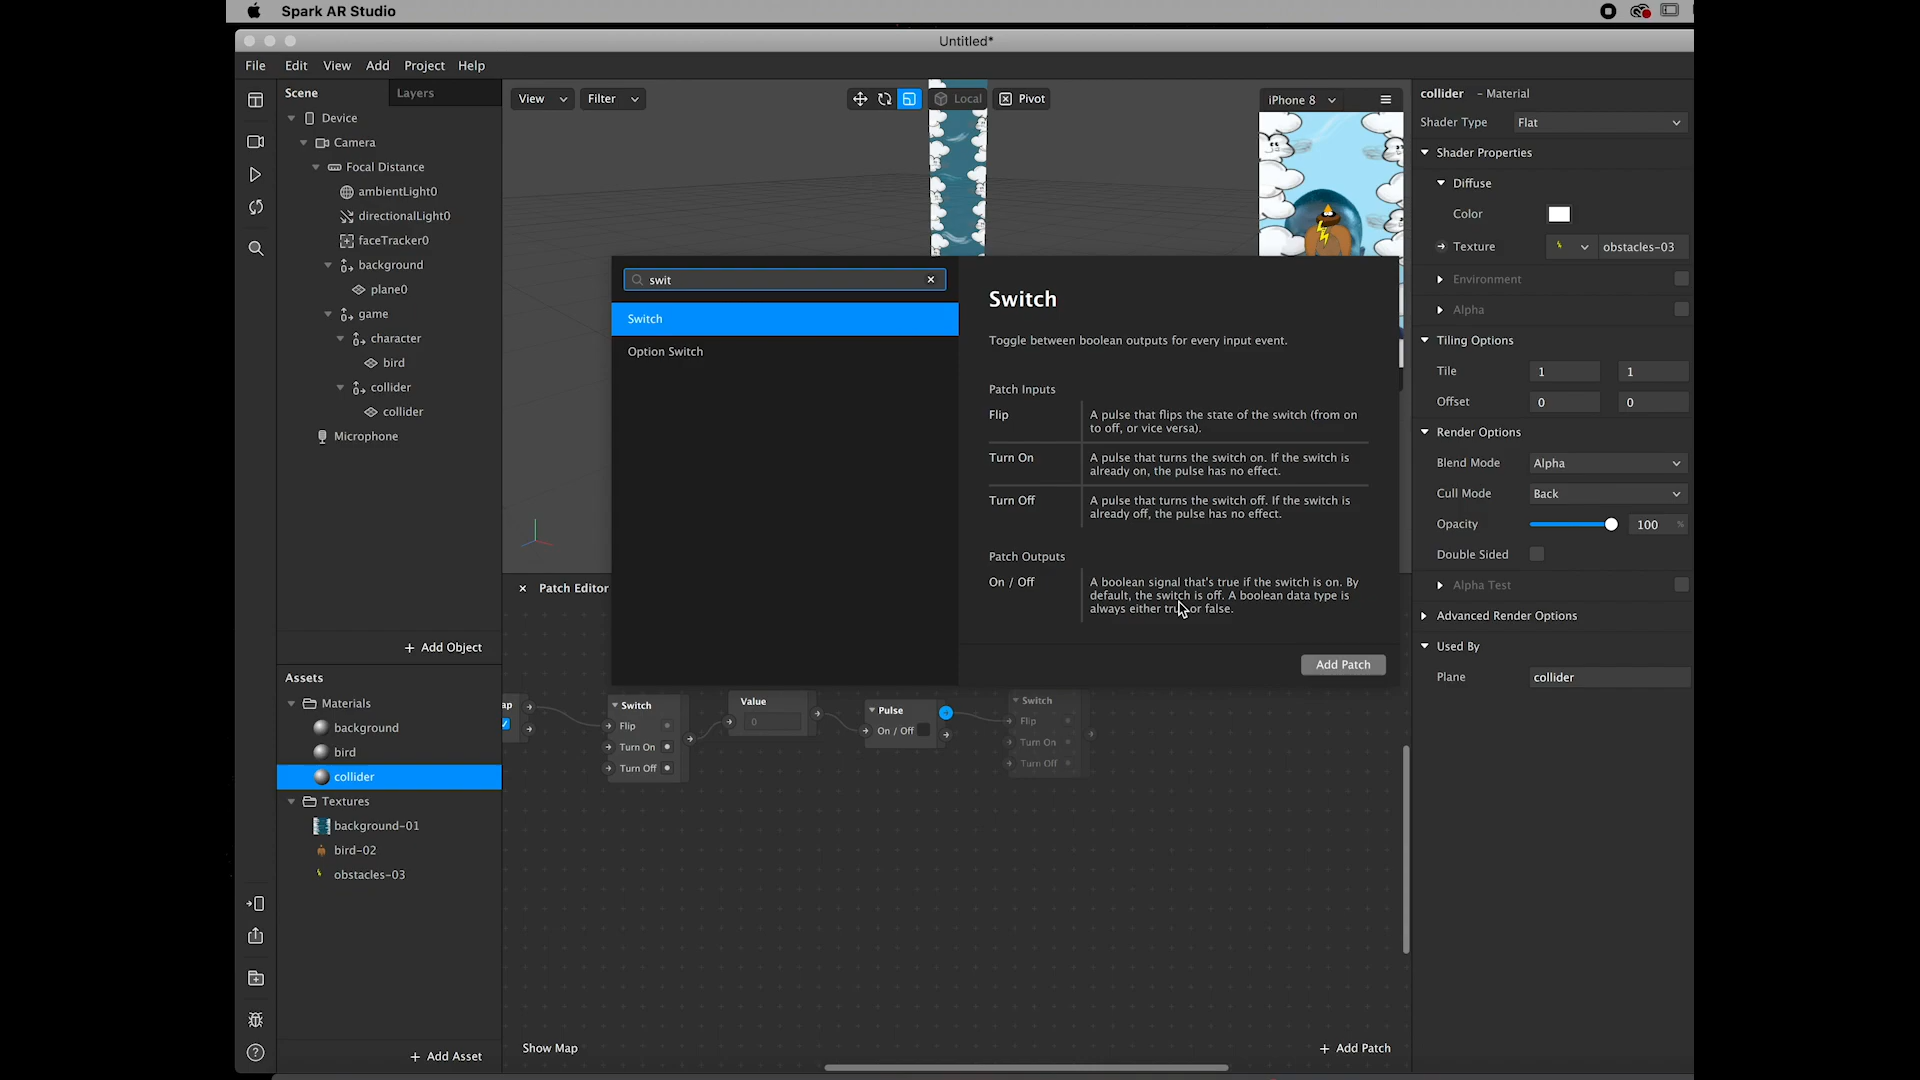 Spark AR Studio
Untitled*
File Edit View Add Project Help
Scene Layers
Device
Camera
Focal Distance
ambientLight0
directionalLight0
faceTracker0
background
plane0
game
character
bird
collider
collider
Microphone
+ Add Object
Assets
Materials
background
bird
collider
Textures
background-01
bird-02
obstacles-03
+ Add Asset
View Filter Local Pivot
iPhone 8
swit
Switch
Option Switch
Switch
Toggle between boolean outputs for every input event.
Patch Inputs
Flip A pulse that flips the state of the switch (from on
to off, or vice versa).
Turn On A pulse that turns the switch on. If the switch is
already on, the pulse has no effect.
Turn Off A pulse that turns the switch off. If the switch is
already off, the pulse has no effect.
Patch Outputs
On / Off A boolean signal that's true if the switch is on. By
default, the switch is off. A boolean data type is
always either true or false.
Add Patch
Patch Editor
ap
Switch
Flip
Turn On
Turn Off
Value
0
Pulse
On / Off
Switch
Flip
Turn On
Turn Off
Show Map
+ Add Patch
collider - Material
Shader Type Flat
Shader Properties
Diffuse
Color
Texture obstacles-03
Environment
Alpha
Tiling Options
Tile 1 1
Offset 0 0
Render Options
Blend Mode Alpha
Cull Mode Back
Opacity 100 %
Double Sided
Alpha Test
Advanced Render Options
Used By
Plane collider